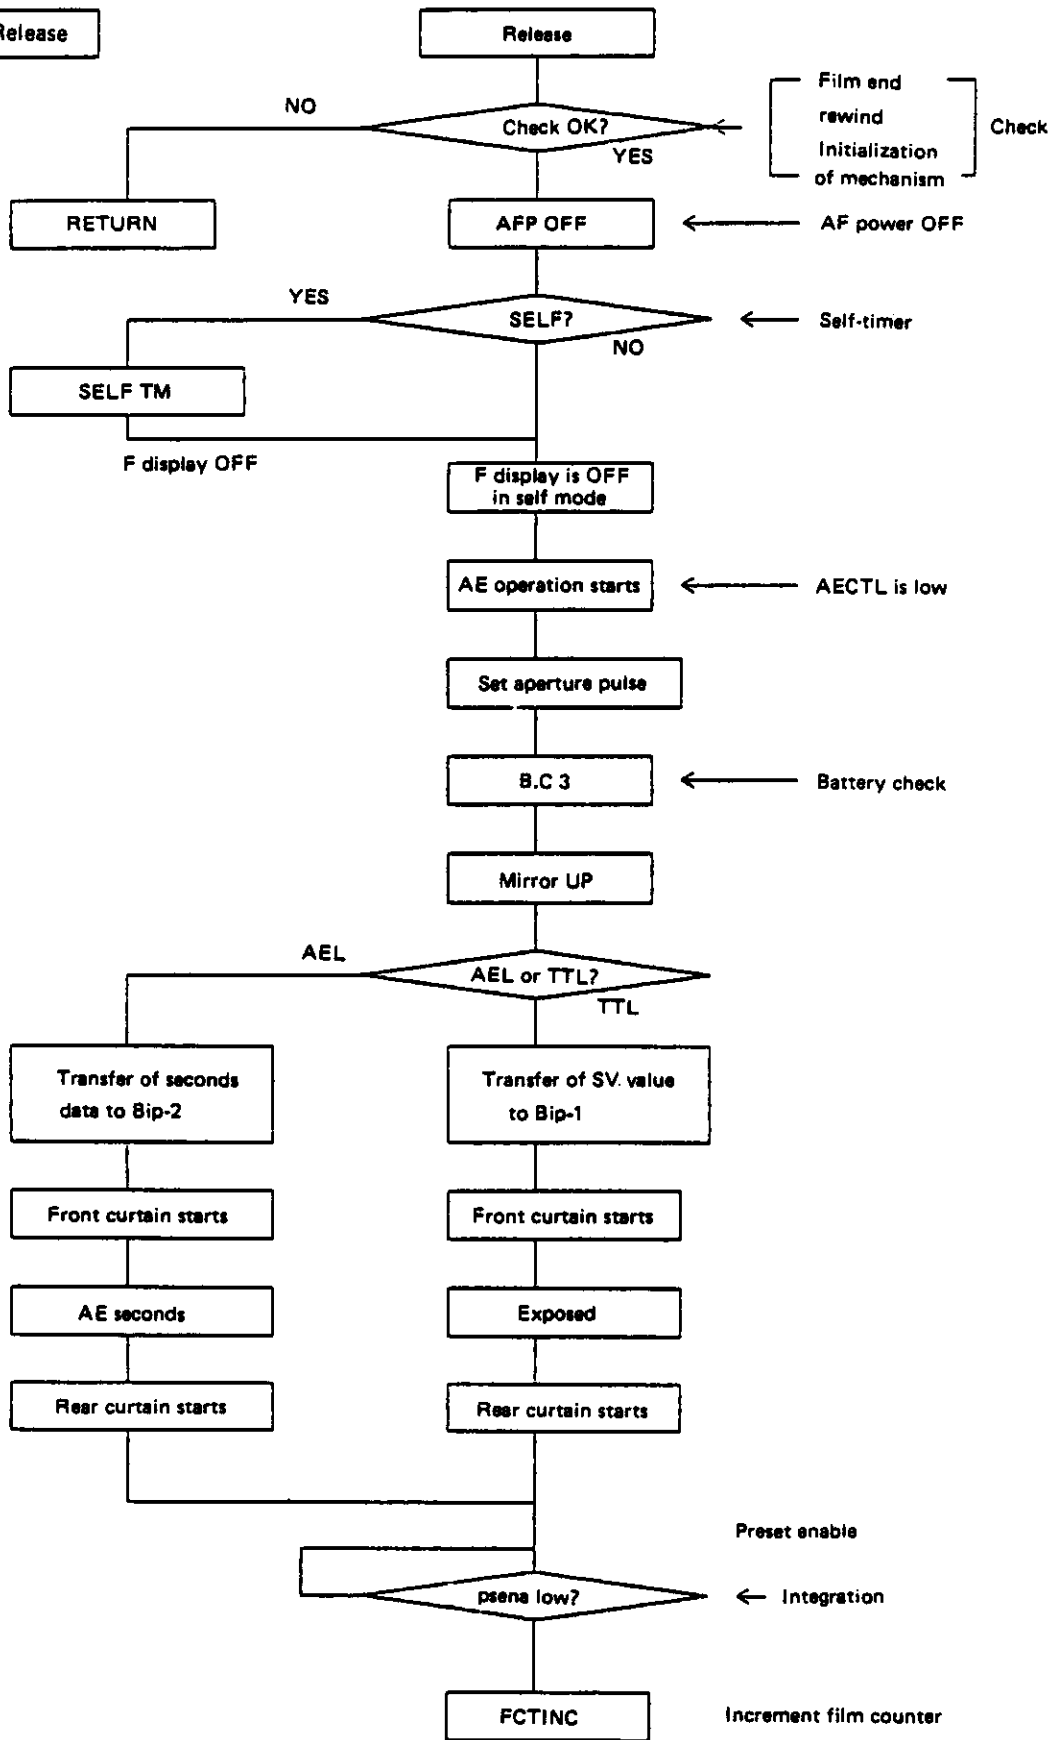 Release
Release
Film end
NO
rewind
Check OK?
Check
YES
Initialization
of mechanism
RETURN
AFP OFF
AF power OFF
YES
SELF?
Self-timer
NO
SELF TM
F display OFF
F display is OFF
in self mode
AE operation starts
AECTL is low
Set aperture pulse
B.C 3
Battery check
Mirror UP
AEL
AEL or TTL?
TTL
Transfer of seconds
data to Bip-2
Transfer of SV. value
to Bip-1
Front curtain starts
Front curtain starts
AE seconds
Exposed
Rear curtain starts
Rear curtain starts
Preset enable
psena low?
Integration
FCTINC
Increment film counter